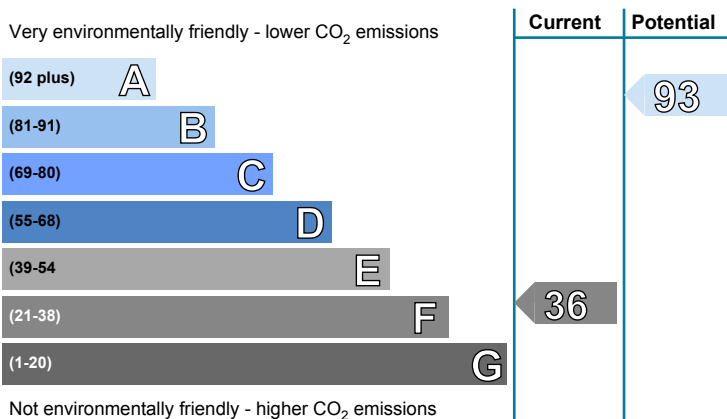 Current Potential
Very environmentally friendly - lower CO2 emissions
(92 plus) A
93
(81-91) B
(69-80) C
(55-68) D
(39-54 E
(21-38) F
36
(1-20) G
Not environmentally friendly - higher CO2 emissions